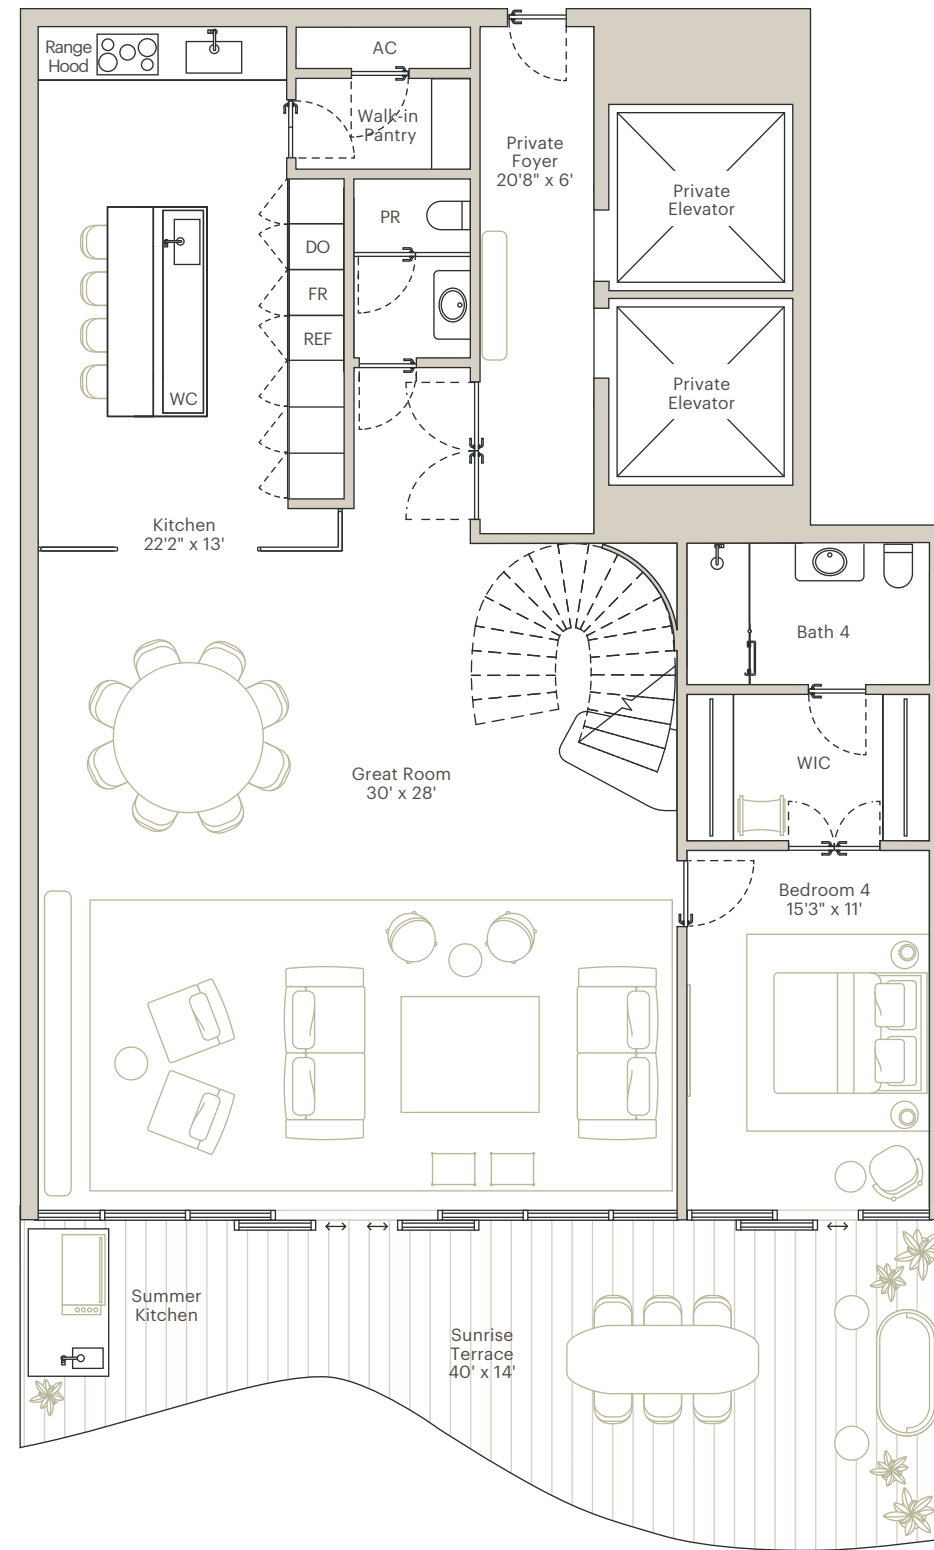 Range
Hood
AC
Walk-in
Pantry
Private
Foyer
20'8" x 6'
Private
Elevator
PR
DO
FR
REF
WC
Private
Elevator
Kitchen
22'2" x 13'
Bath 4
Great Room
30' x 28'
WIC
Bedroom 4
15'3" x 11'
Summer
Kitchen
Sunrise
Terrace
40' x 14'